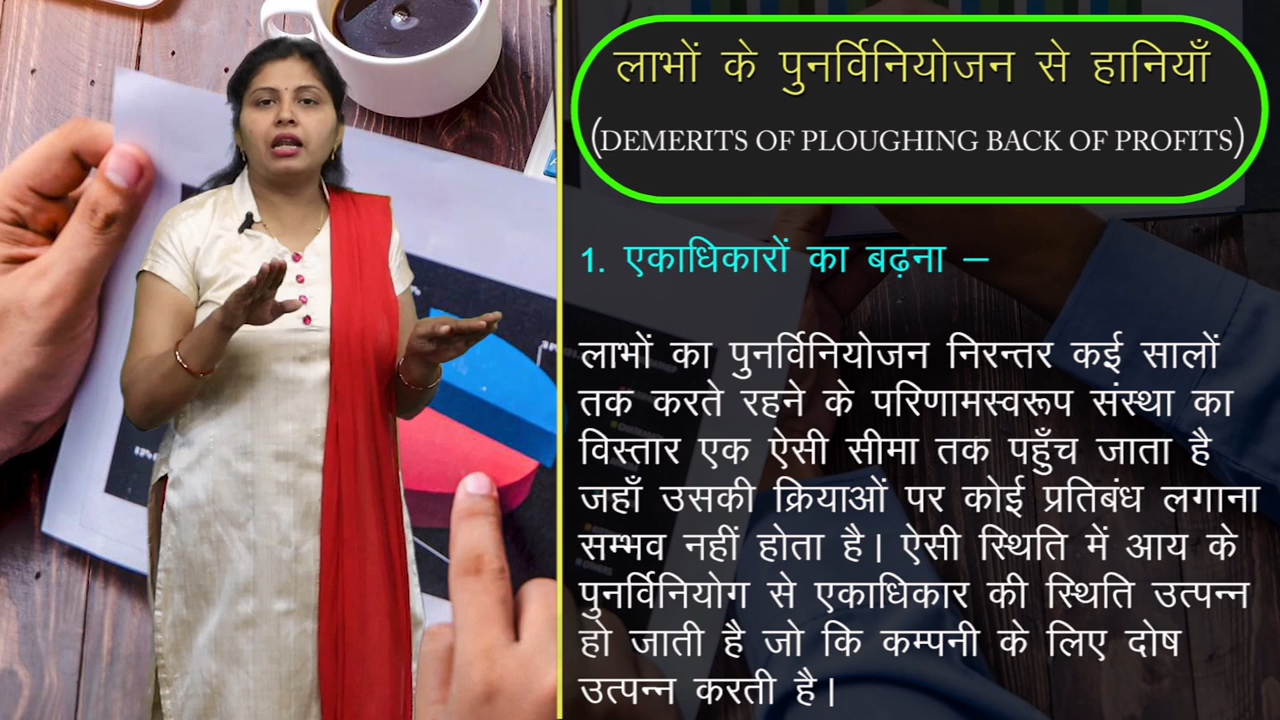 लाभों के पुनर्विनियोजन से हानियाँ
(DEMERITS OF PLOUGHING BACK OF PROFITS)
1. एकाधिकारों का बढ़ना –
लाभों का पुनर्विनियोजन निरन्तर कई सालों
तक करते रहने के परिणामस्वरूप संस्था का
विस्तार एक ऐसी सीमा तक पहुँच जाता है
जहाँ उसकी क्रियाओं पर कोई प्रतिबंध लगाना
सम्भव नहीं होता है। ऐसी स्थिति में आय के
पुनर्विनियोग से एकाधिकार की स्थिति उत्पन्न
हो जाती है जो कि कम्पनी के लिए दोष
उत्पन्न करती है।